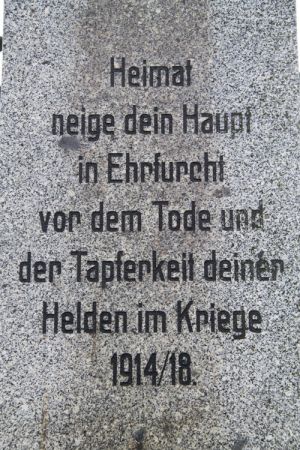 Heimat
neige dein Haupt
in Ehrfurcht
vor dem Tode und
der Tapferkeit deiner
Helden im Kriege
1914/18.